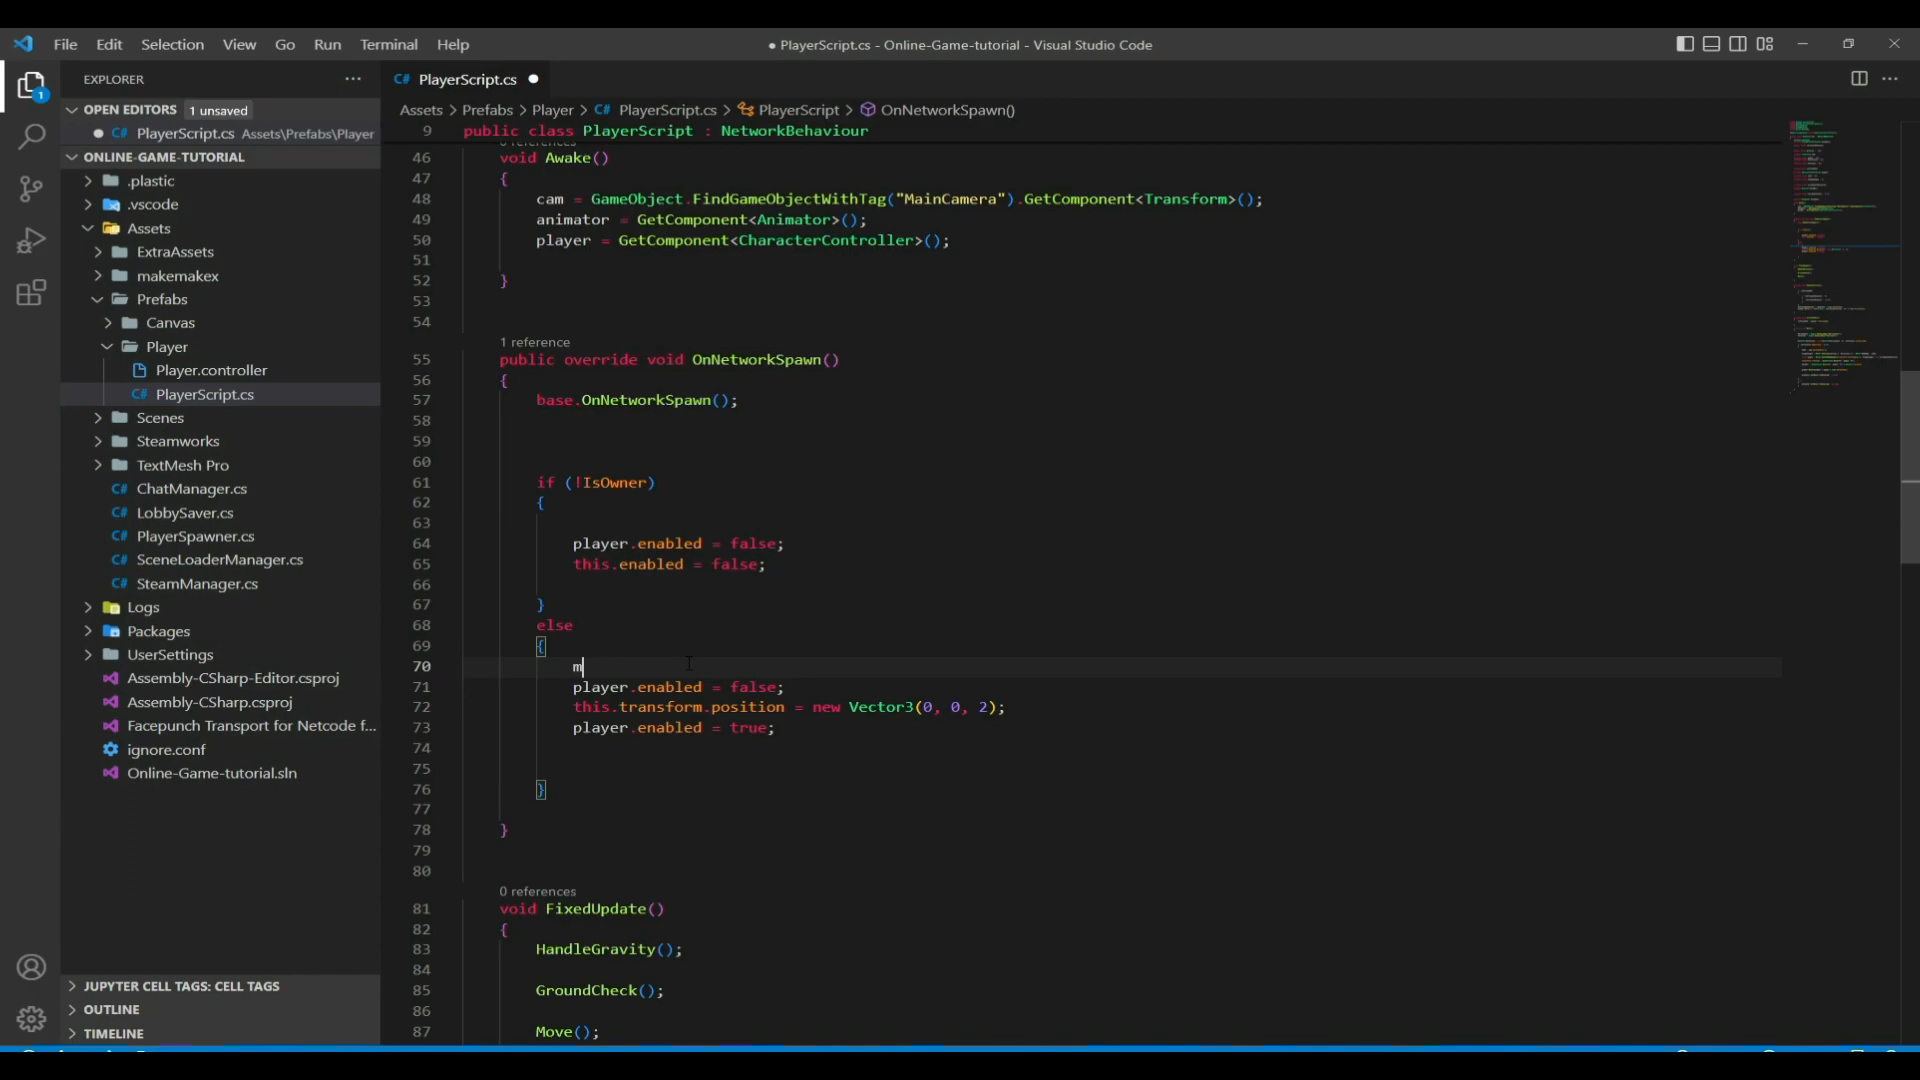 File Edit Selection View Go Run Terminal Help
● PlayerScript.cs - Online-Game-tutorial - Visual Studio Code
EXPLORER
OPEN EDITORS 1 unsaved
PlayerScript.cs Assets\Prefabs\Player
ONLINE-GAME-TUTORIAL
.plastic
.vscode
Assets
ExtraAssets
makemakex
Prefabs
Canvas
Player
Player.controller
PlayerScript.cs
Scenes
Steamworks
TextMesh Pro
ChatManager.cs
LobbySaver.cs
PlayerSpawner.cs
SceneLoaderManager.cs
SteamManager.cs
Logs
Packages
UserSettings
Assembly-CSharp-Editor.csproj
Assembly-CSharp.csproj
Facepunch Transport for Netcode f...
ignore.conf
Online-Game-tutorial.sln
JUPYTER CELL TAGS: CELL TAGS
OUTLINE
TIMELINE
1
C# PlayerScript.cs
Assets > Prefabs > Player > C# PlayerScript.cs > PlayerScript > OnNetworkSpawn()
9 public class PlayerScript : NetworkBehaviour
0 references
46 void Awake()
47 {
48 cam = GameObject.FindGameObjectWithTag("MainCamera").GetComponent<Transform>();
49 animator = GetComponent<Animator>();
50 player = GetComponent<CharacterController>();
51
52 }
53
54
1 reference
55 public override void OnNetworkSpawn()
56 {
57 base.OnNetworkSpawn();
58
59
60
61 if (!IsOwner)
62 {
63
64 player.enabled = false;
65 this.enabled = false;
66
67 }
68 else
69 {
70 m
71 player.enabled = false;
72 this.transform.position = new Vector3(0, 0, 2);
73 player.enabled = true;
74
75
76 }
77
78 }
79
80
0 references
81 void FixedUpdate()
82 {
83 HandleGravity();
84
85 GroundCheck();
86
87 Move();